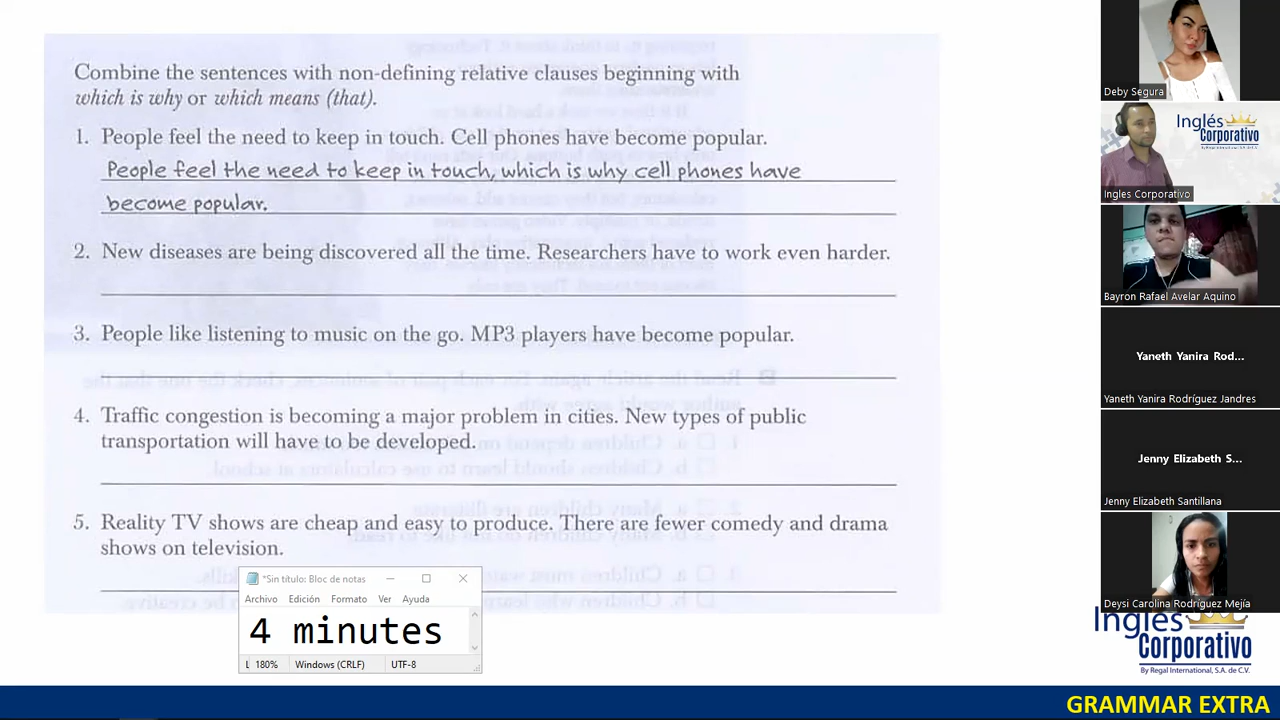 Combine the sentences with non-defining relative clauses beginning with
which is why or which means (that).
1. People feel the need to keep in touch. Cell phones have become popular.
People feel the need to keep in touch, which is why cell phones have
become popular.
2. New diseases are being discovered all the time. Researchers have to work even harder.
3. People like listening to music on the go. MP3 players have become popular.
4. Traffic congestion is becoming a major problem in cities. New types of public
transportation will have to be developed.
5. Reality TV shows are cheap and easy to produce. There are fewer comedy and drama
shows on television.
*Sin título: Bloc de notas
Archivo Edición Formato Ver Ayuda
4 minutes
L 180% Windows (CRLF) UTF-8
Deby Segura
Inglés
Corporativo
By Regal International, S.A. de C.V.
Ingles Corporativo
Bayron Rafael Avelar Aquino
Yaneth Yanira Rod...
Yaneth Yanira Rodríguez Jandres
Jenny Elizabeth S...
Jenny Elizabeth Santillana
Deysi Carolina Rodríguez Mejía
Inglés
Corporativo
By Regal International, S.A. de C.V.
GRAMMAR EXTRA